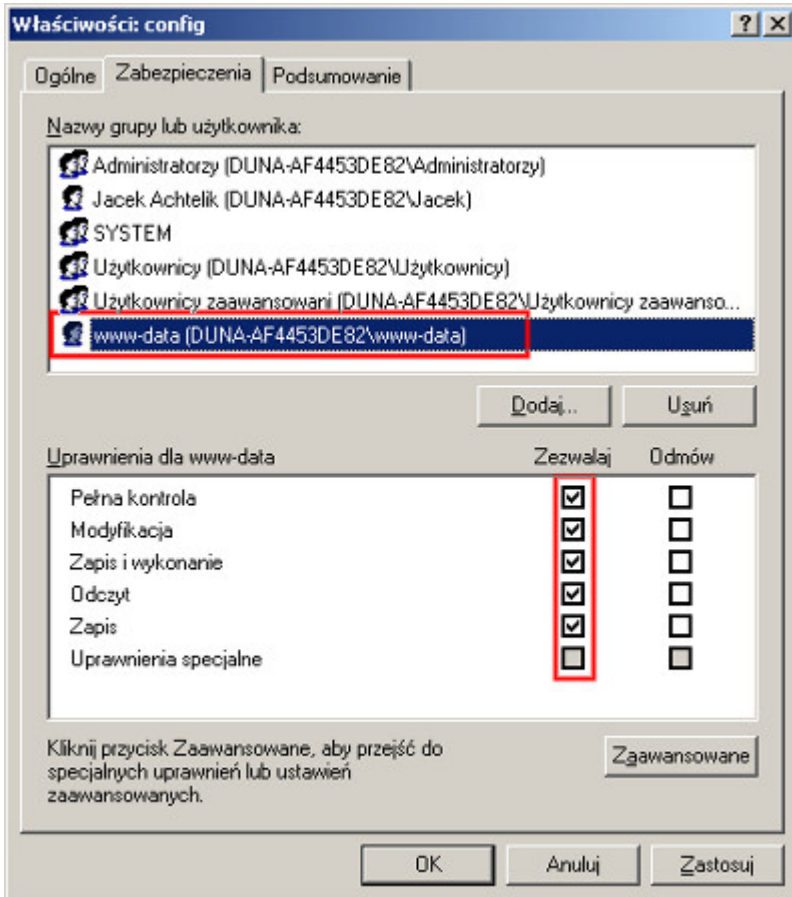 Właściwości: config
Ogólne Zabezpieczenia Podsumowanie
Nazwy grupy lub użytkownika:
Administratorzy (DUNA-AF4453DE82\Administratorzy)
Jacek Achtelik (DUNA-AF4453DE82\Jacek)
SYSTEM
Użytkownicy (DUNA-AF4453DE82\Użytkownicy)
Użytkownicy zaawansowani (DUNA-AF4453DE82\Użytkownicy zaawanso...
www-data (DUNA-AF4453DE82\www-data)
Dodaj... Usuń
Uprawnienia dla www-data Zezwalaj Odmów
Pełna kontrola
Modyfikacja
Zapis i wykonanie
Odczyt
Zapis
Uprawnienia specjalne
Kliknij przycisk Zaawansowane, aby przejść do
specjalnych uprawnień lub ustawień
zaawansowanych.
Zaawansowane
OK Anuluj Zastosuj